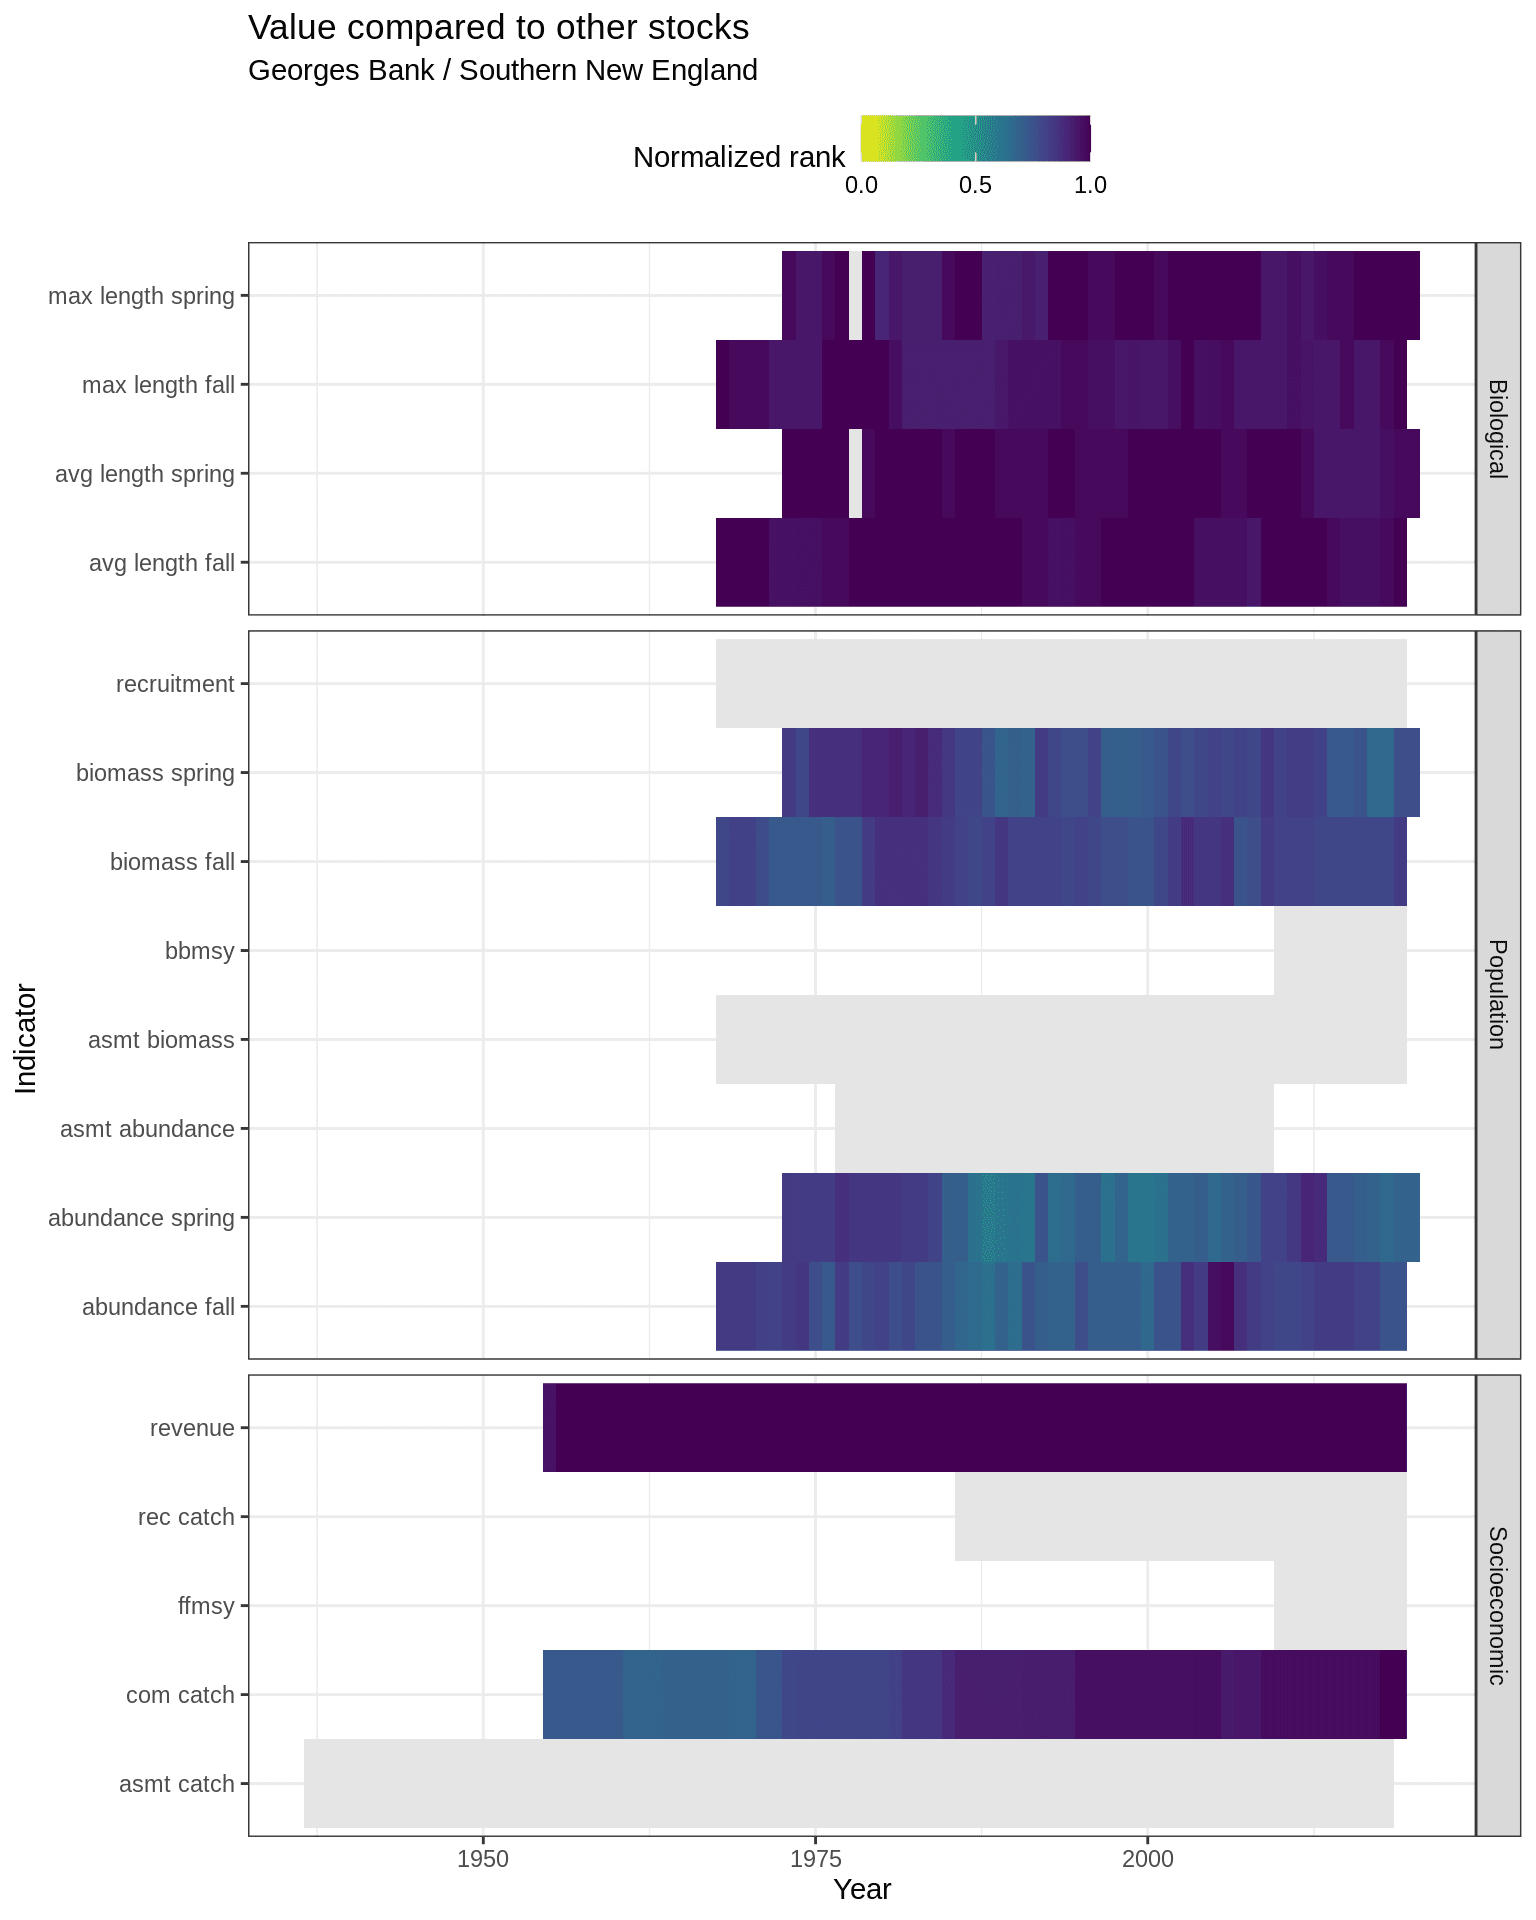 Value compared to other stocks
Georges Bank / Southern New England
Normalized rank
0.0 0.5 1.0
max length spring
max length fall
avg length spring
avg length fall
Biological
recruitment
biomass spring
biomass fall
bbmsy
asmt biomass
asmt abundance
abundance spring
abundance fall
Population
revenue
rec catch
ffmsy
com catch
asmt catch
Socioeconomic
Indicator
1950 1975 2000
Year